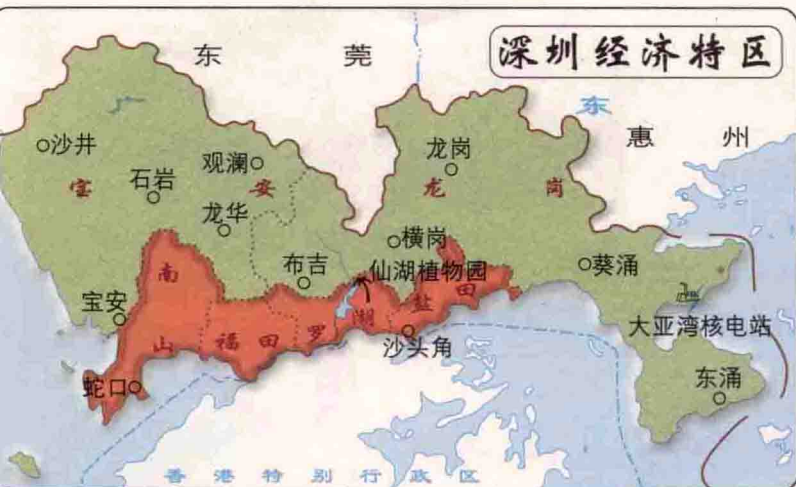 深圳经济特区
东莞
东
惠州
沙井
观澜
龙岗
宝安
石岩
龙岗
龙华
横岗
布吉
仙湖植物园
葵涌
南山
盐田
宝安
福田
罗湖
沙头角
大亚湾核电站
蛇口
东涌
香港特别行政区